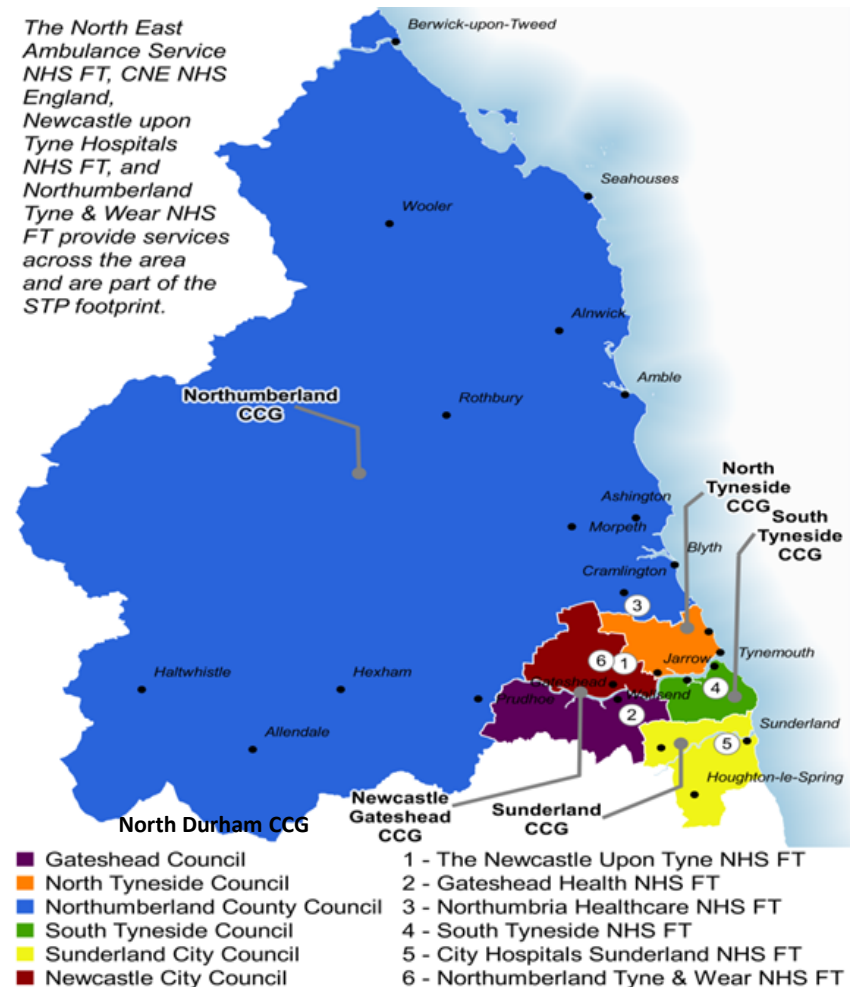 The North East
Ambulance Service
NHS FT, CNE NHS
England,
Newcastle upon
Tyne Hospitals
NHS FT, and
Northumberland
Tyne & Wear NHS
FT provide services
across the area
and are part of the
STP footprint.
Berwick-upon-Tweed
Seahouses
Wooler
Alnwick
Amble
Northumberland
CCG
Rothbury
North
Tyneside
CCG
Ashington
South
Tyneside
CCG
Morpeth
Blyth
Cramlington
3
Tynemouth
6
1
Jarrow
Haltwhistle
Hexham
Gateshead
4
Prudhoe
Wallsend
2
Sunderland
Allendale
5
Houghton-le-Spring
Newcastle
Gateshead
CCG
Sunderland
CCG
North Durham CCG
Gateshead Council
North Tyneside Council
Northumberland County Council
South Tyneside Council
Sunderland City Council
Newcastle City Council
1 - The Newcastle Upon Tyne NHS FT
2 - Gateshead Health NHS FT
3 - Northumbria Healthcare NHS FT
4 - South Tyneside NHS FT
5 - City Hospitals Sunderland NHS FT
6 - Northumberland Tyne & Wear NHS FT